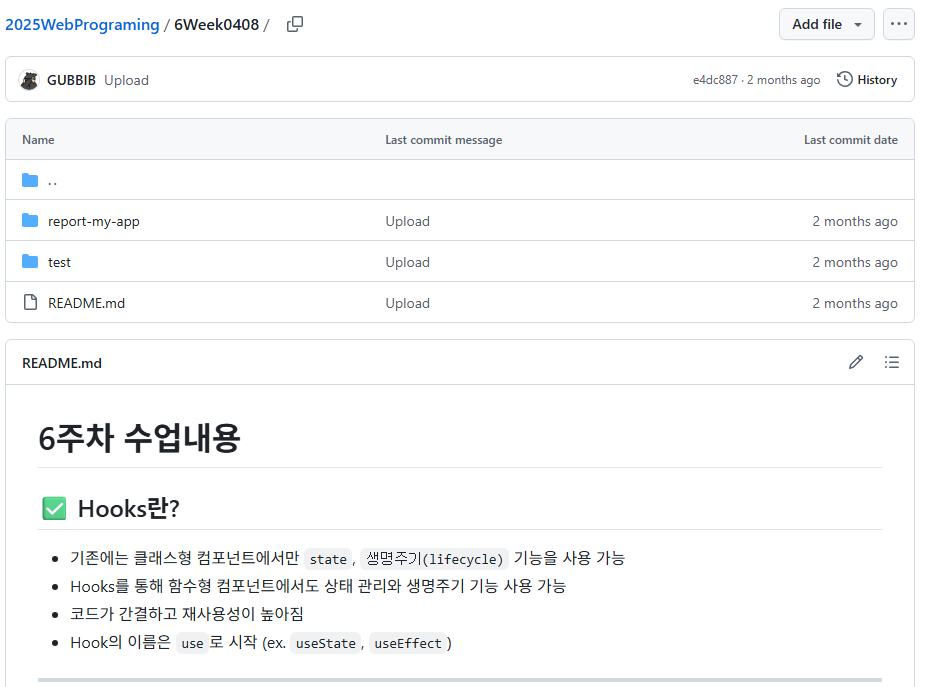 2025WebPrograming / 6Week0408 /
Add file
GUBBIB Upload
e4dc887 · 2 months ago
History
Name Last commit message Last commit date
..
report-my-app Upload 2 months ago
test Upload 2 months ago
README.md Upload 2 months ago
README.md
6주차 수업내용
✅ Hooks란?
기존에는 클래스형 컴포넌트에서만 state, 생명주기(lifecycle) 기능을 사용 가능
Hooks를 통해 함수형 컴포넌트에서도 상태 관리와 생명주기 기능 사용 가능
코드가 간결하고 재사용성이 높아짐
Hook의 이름은 use로 시작 (ex. useState, useEffect)